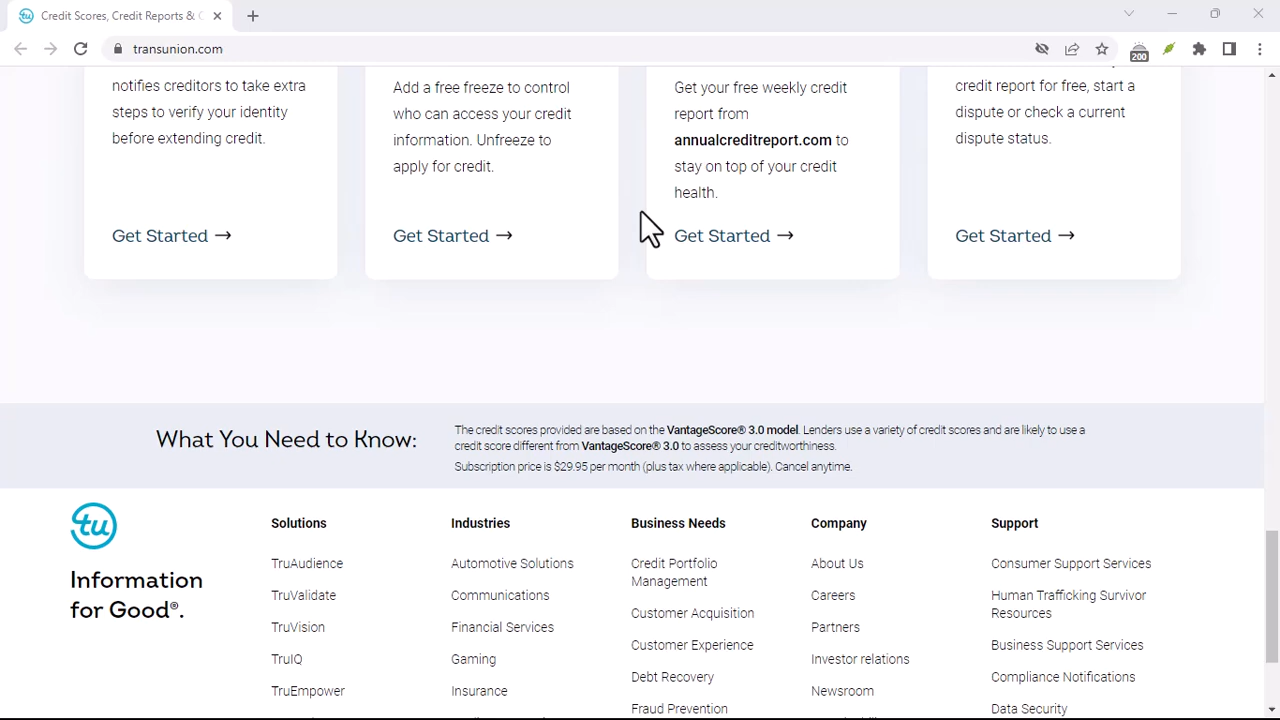 Credit Scores, Credit Reports & C
transunion.com
200
notifies creditors to take extra
steps to verify your identity
before extending credit.
Get Started →
Add a free freeze to control
who can access your credit
information. Unfreeze to
apply for credit.
Get Started →
Get your free weekly credit
report from
annualcreditreport.com to
stay on top of your credit
health.
Get Started →
credit report for free, start a
dispute or check a current
dispute status.
Get Started →
What You Need to Know:
The credit scores provided are based on the VantageScore® 3.0 model. Lenders use a variety of credit scores and are likely to use a
credit score different from VantageScore® 3.0 to assess your creditworthiness.
Subscription price is $29.95 per month (plus tax where applicable). Cancel anytime.
tu
Information
for Good®.
Solutions
TruAudience
TruValidate
TruVision
TruIQ
TruEmpower
Industries
Automotive Solutions
Communications
Financial Services
Gaming
Insurance
Business Needs
Credit Portfolio
Management
Customer Acquisition
Customer Experience
Debt Recovery
Fraud Prevention
Company
About Us
Careers
Partners
Investor relations
Newsroom
Support
Consumer Support Services
Human Trafficking Survivor
Resources
Business Support Services
Compliance Notifications
Data Security